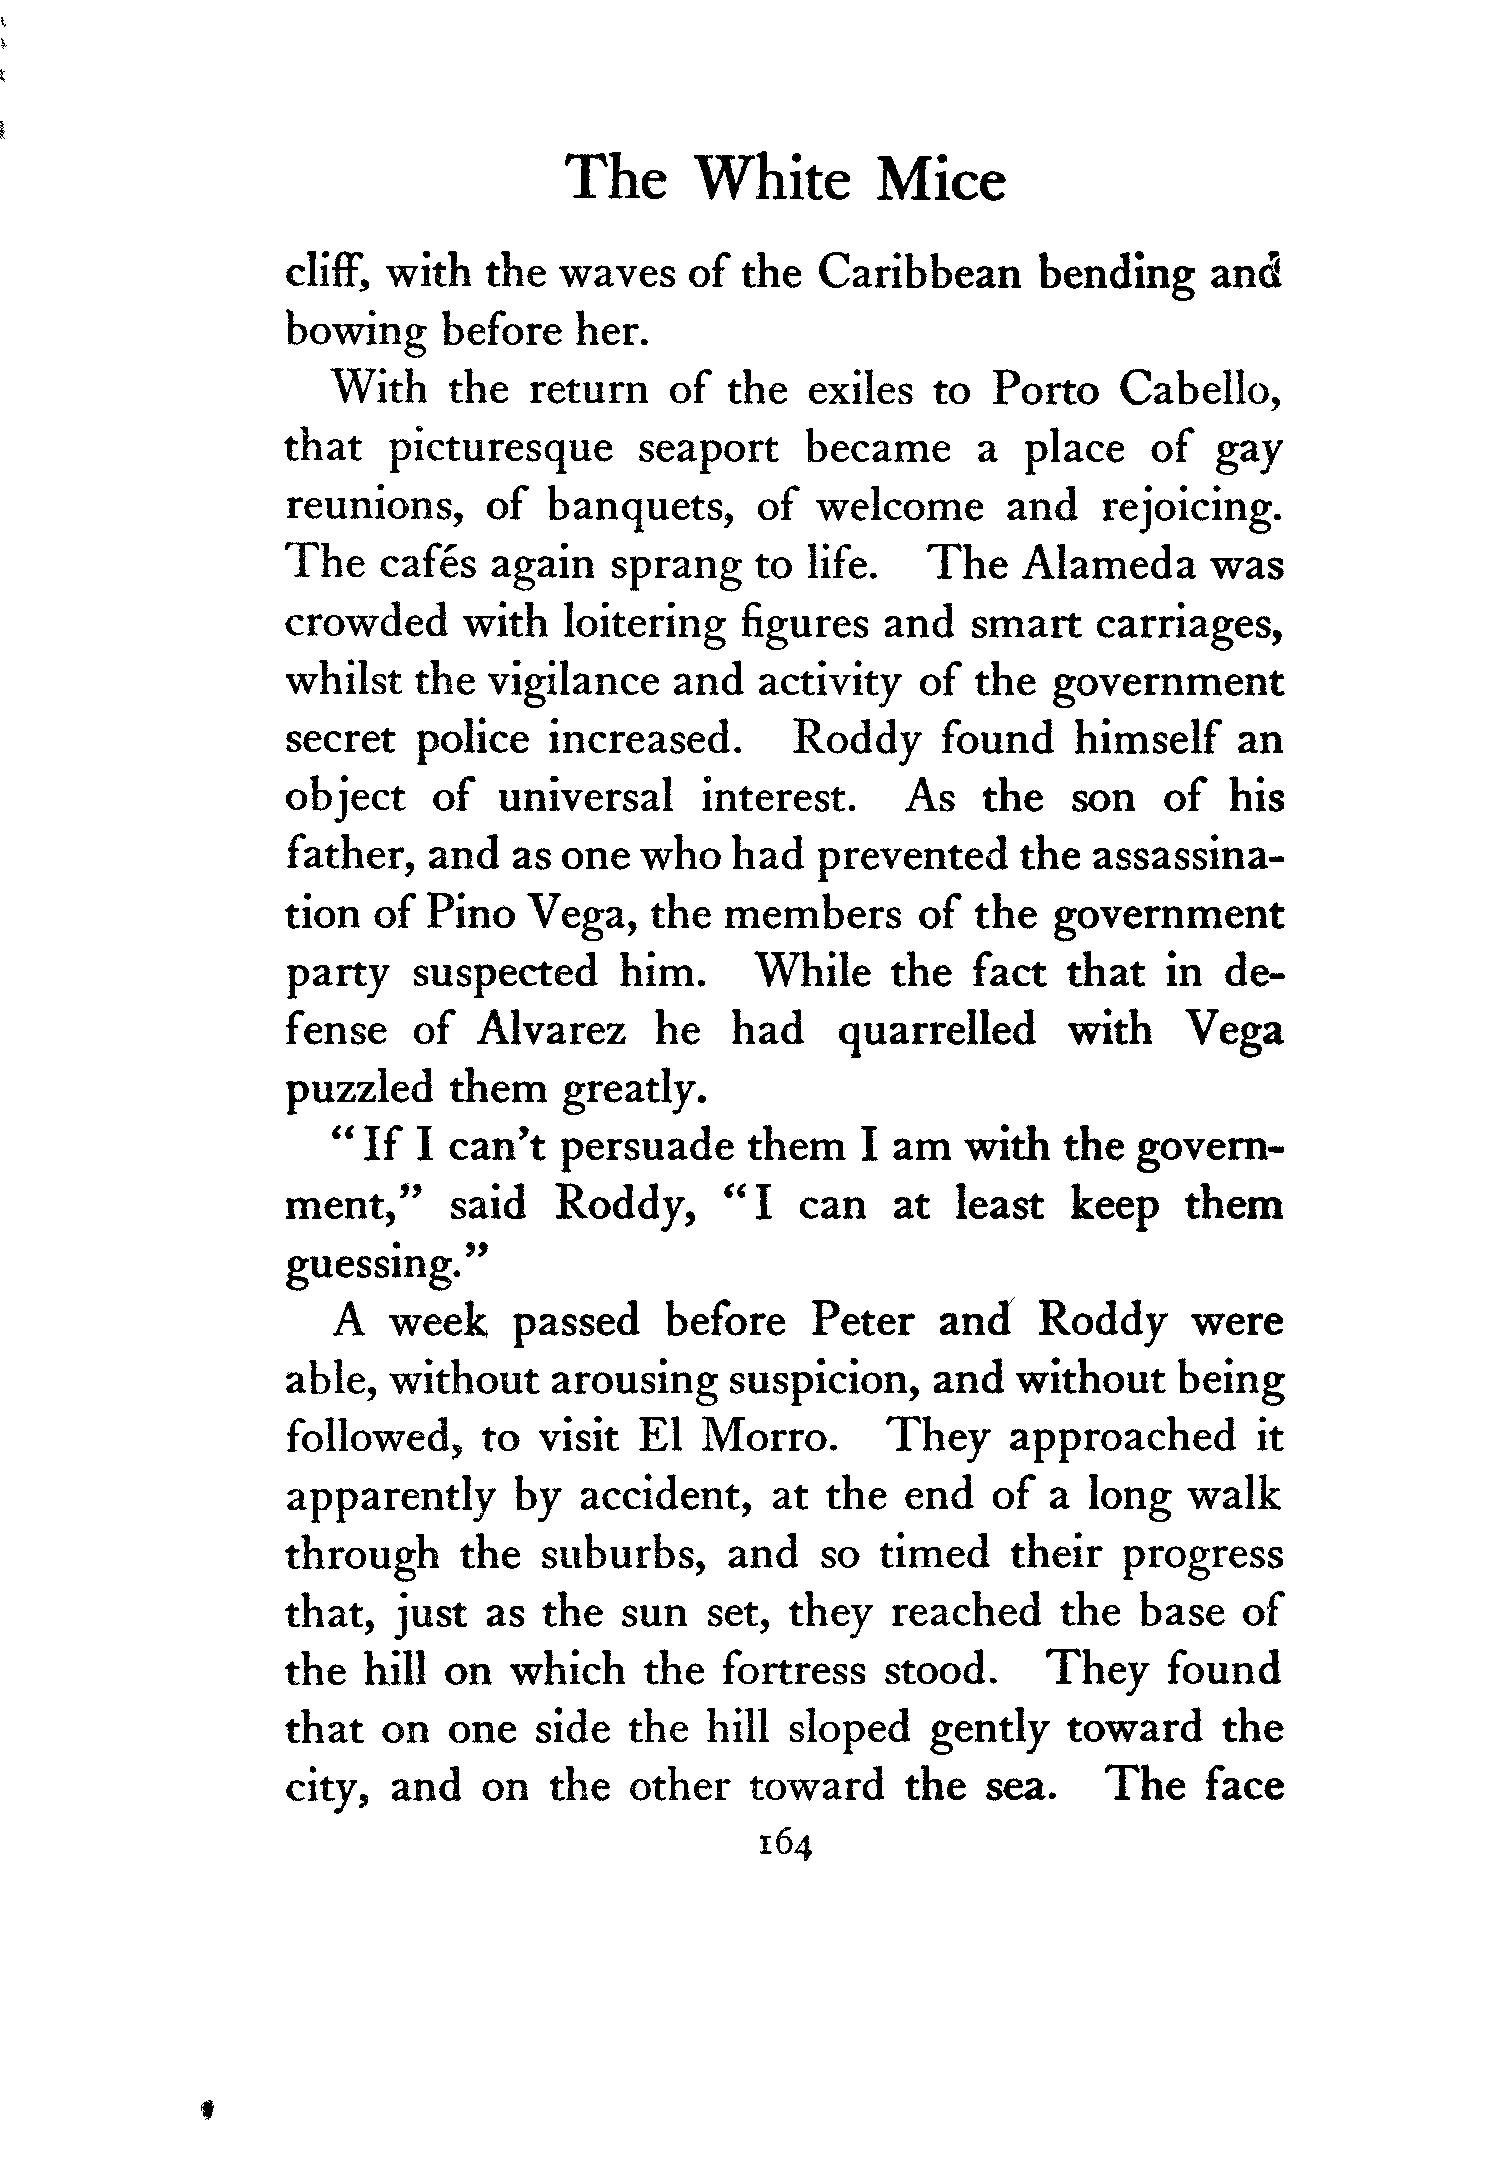 The White Mice
cliff, with the waves of the Caribbean bending and
bowing before her.
With the return of the exiles to Porto Cabello,
that picturesque seaport became a place of gay
reunions, of banquets, of welcome and rejoicing.
The cafés again sprang to life. The Alameda was
crowded with loitering figures and smart carriages,
whilst the vigilance and activity of the government
secret police increased. Roddy found himself an
object of universal interest. As the son of his
father, and as one who had prevented the assassina-
tion of Pino Vega, the members of the government
party suspected him. While the fact that in de-
fense of Alvarez he had quarrelled with Vega
puzzled them greatly.
"If I can't persuade them I am with the govern-
ment," said Roddy, "I can at least keep them
guessing."
A week passed before Peter and Roddy were
able, without arousing suspicion, and without being
followed, to visit El Morro. They approached it
apparently by accident, at the end of a long walk
through the suburbs, and so timed their progress
that, just as the sun set, they reached the base of
the hill on which the fortress stood. They found
that on one side the hill sloped gently toward the
city, and on the other toward the sea. The face
164